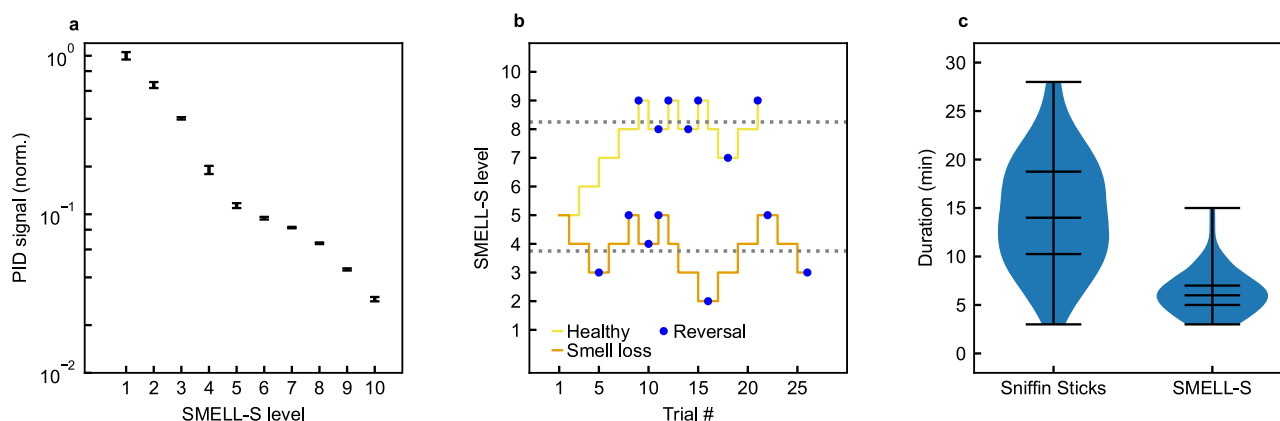 a
PID signal (norm.)
10⁰
10⁻¹
10⁻²
1 2 3 4 5 6 7 8 9 10
SMELL-S level
b
SMELL-S level
10
9
8
7
6
5
4
3
2
1
Healthy
Reversal
Smell loss
1 5 10 15 20 25
Trial #
c
Duration (min)
30
25
20
15
10
5
0
Sniffin Sticks SMELL-S